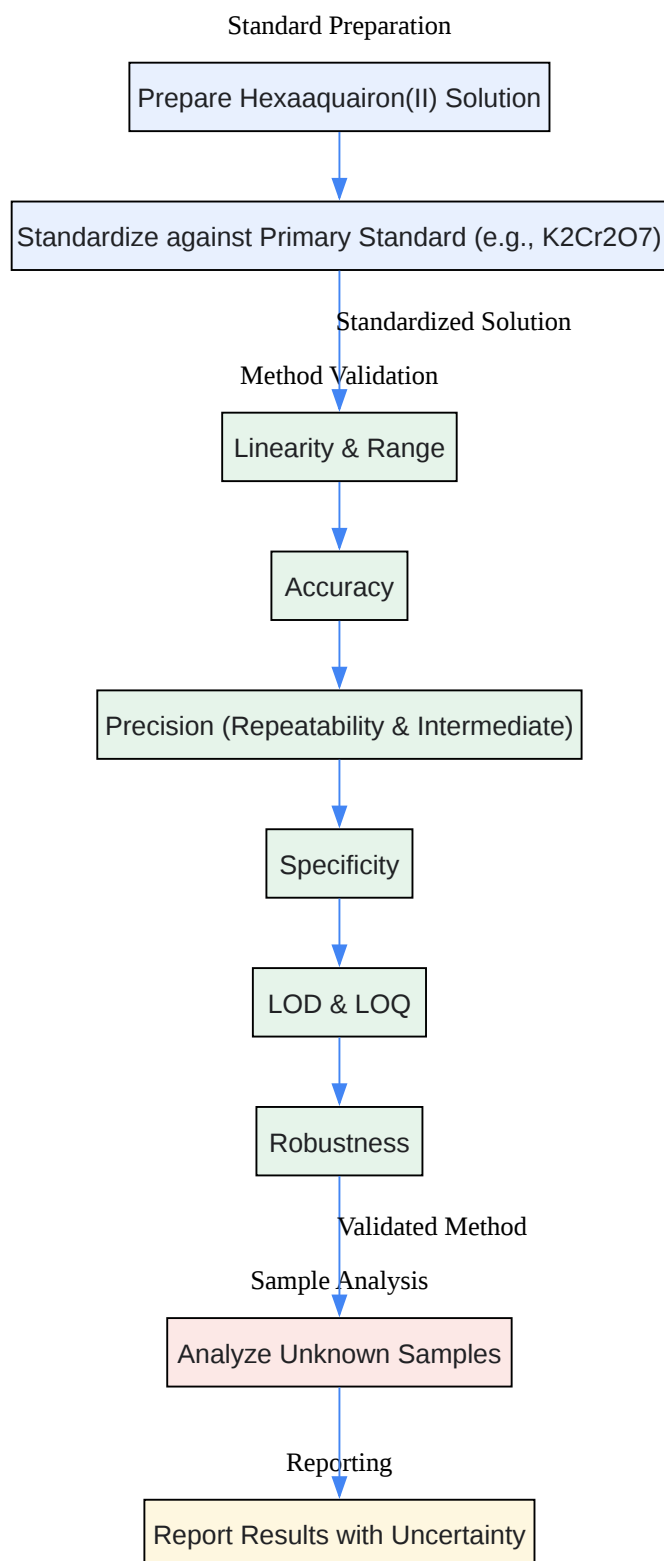 Standard Preparation
Prepare Hexaaquairon(II) Solution
Standardize against Primary Standard (e.g., K2Cr2O7)
Standardized Solution
Method Validation
Linearity & Range
Accuracy
Precision (Repeatability & Intermediate)
Specificity
LOD & LOQ
Robustness
Validated Method
Sample Analysis
Analyze Unknown Samples
Reporting
Report Results with Uncertainty